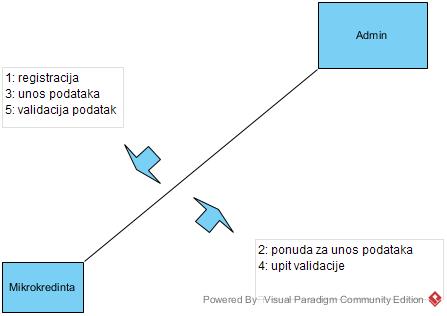 Admin
1: registracija
3: unos podataka
5: validacija podatak
2: ponuda za unos podataka
4: upit validacije
Mikrokredinta
Powered By Visual Paradigm Community Edition